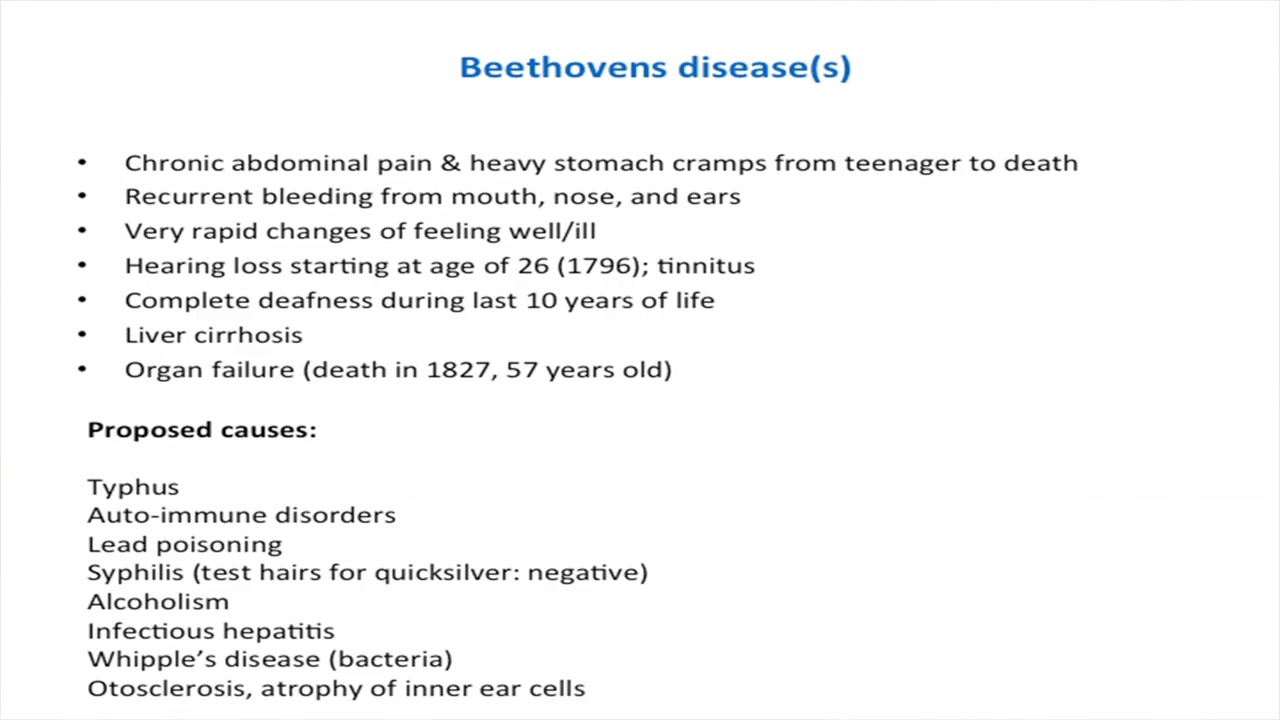 Beethovens disease(s)
• Chronic abdominal pain & heavy stomach cramps from teenager to death
• Recurrent bleeding from mouth, nose, and ears
• Very rapid changes of feeling well/ill
• Hearing loss starting at age of 26 (1796); tinnitus
• Complete deafness during last 10 years of life
• Liver cirrhosis
• Organ failure (death in 1827, 57 years old)
Proposed causes:
Typhus
Auto-immune disorders
Lead poisoning
Syphilis (test hairs for quicksilver: negative)
Alcoholism
Infectious hepatitis
Whipple’s disease (bacteria)
Otosclerosis, atrophy of inner ear cells